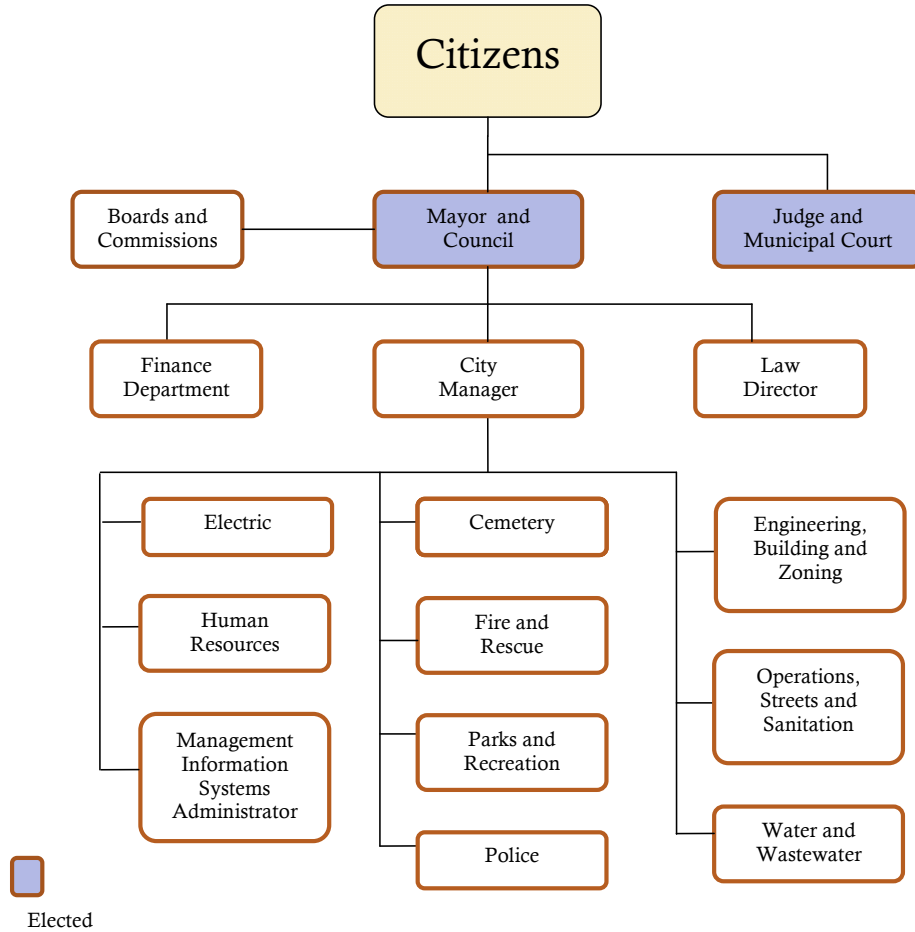 Citizens
Boards and
Commissions
Mayor and
Council
Judge and
Municipal Court
Finance
Department
City
Manager
Law
Director
Electric
Human
Resources
Management
Information
Systems
Administrator
Cemetery
Fire and
Rescue
Parks and
Recreation
Police
Engineering,
Building and
Zoning
Operations,
Streets and
Sanitation
Water and
Wastewater
Elected